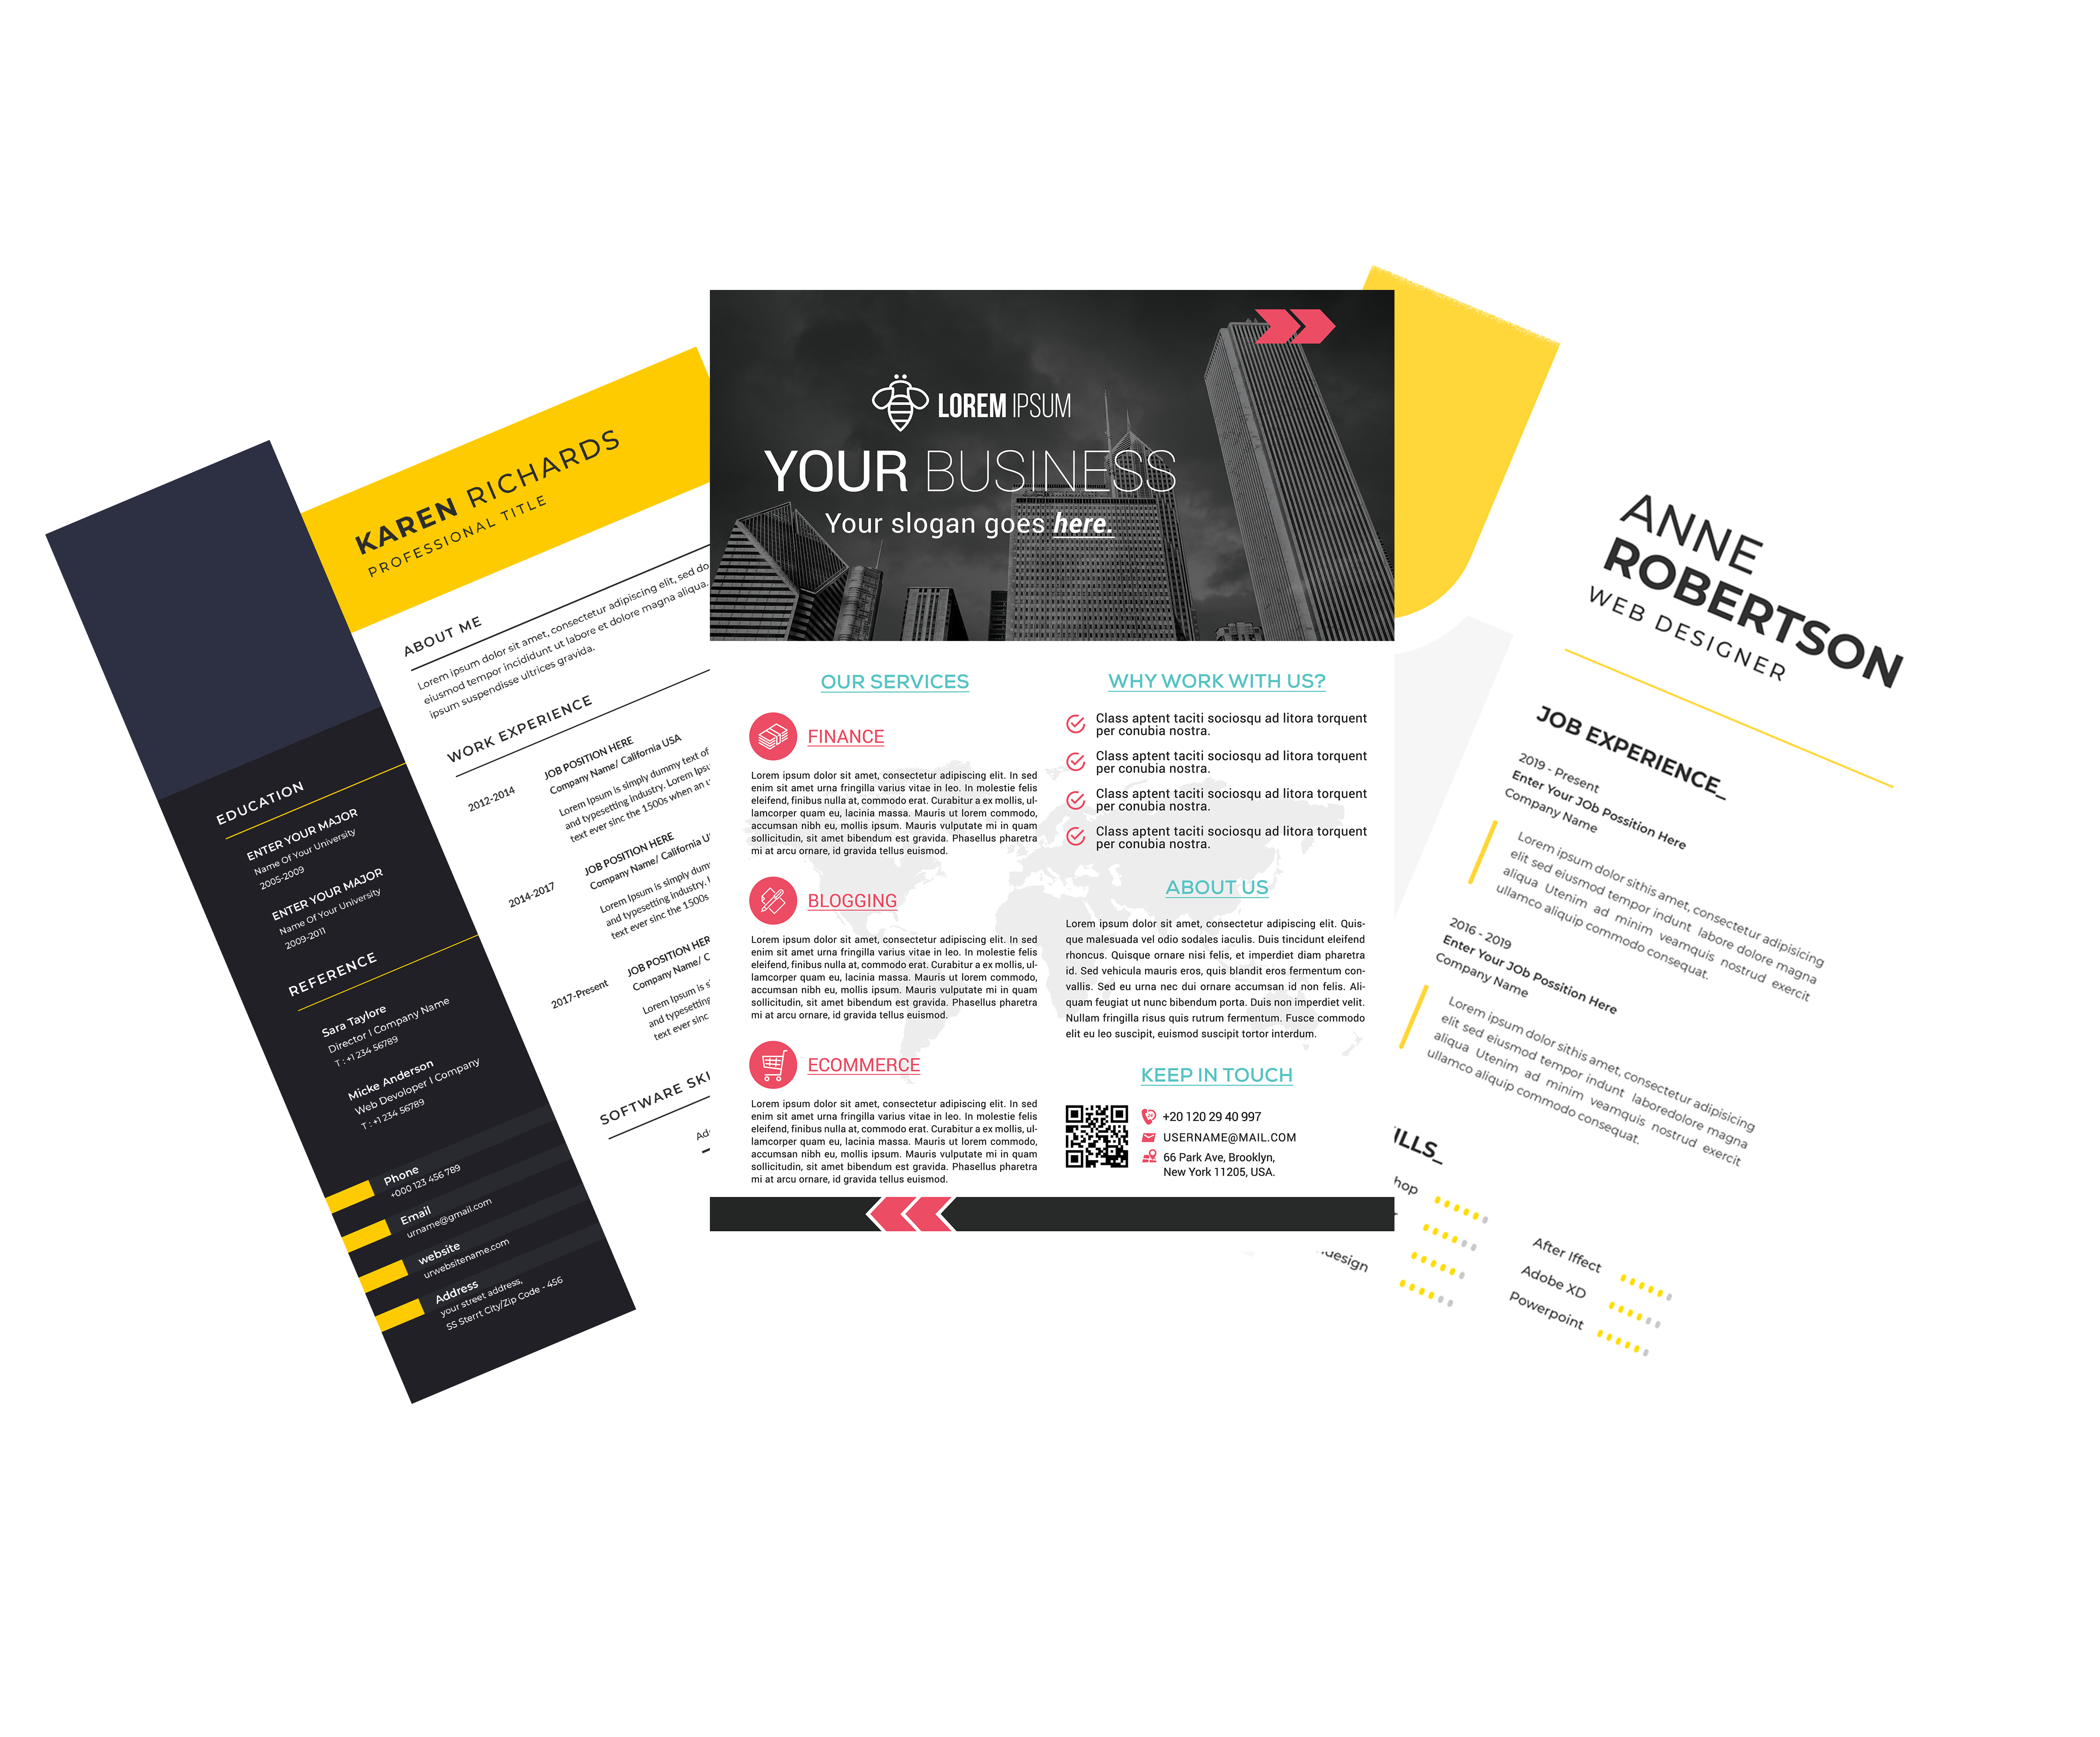 KAREN RICHARDS
PROFESSIONAL TITLE
ABOUT ME
Lorem ipsum dolor sit amet, consectetur adipiscing elit, sed do
eiusmod tempor incididunt ut labore et dolore magna aliqua.
ipsum suspendisse ultrices gravida.
WORK EXPERIENCE
2012-2014
JOB POSITION HERE
Company Name/ California USA
Lorem Ipsum is simply dummy text of
and typesetting industry. Lorem Ipsu
text ever sinc the 1500s when an u
2014-2017
JOB POSITION HERE
Company Name/ California U
Lorem Ipsum is simply dumm
and typesetting industry.
text ever sinc the 1500s
2017-Present
JOB POSITION HER
Company Name/ C
Lorem Ipsum is s
and typesetting
text ever sinc
SOFTWARE SKI
Ad
EDUCATION
ENTER YOUR MAJOR
Name Of Your University
2005-2009
ENTER YOUR MAJOR
Name Of Your University
2009-2011
REFERENCE
Sara Taylore
Director I Company Name
T : +1 234 56789
Micke Anderson
Web Devoloper I Company
T : +1 234 56789
Phone
+000 123 456 789
Email
urname@gmail.com
website
urwebsitename.com
Address
your street address,
SS Sterrt City/Zip Code - 456
LOREM IPSUM
YOUR BUSINESS
Your slogan goes here.
OUR SERVICES
FINANCE
Lorem ipsum dolor sit amet, consectetur adipiscing elit. In sed
enim sit amet urna fringilla varius vitae in leo. In molestie felis
eleifend, finibus nulla at, commodo erat. Curabitur a ex mollis, ul-
lamcorper quam eu, lacinia massa. Mauris ut lorem commodo,
accumsan nibh eu, mollis ipsum. Mauris vulputate mi in quam
sollicitudin, sit amet bibendum est gravida. Phasellus pharetra
mi at arcu ornare, id gravida tellus euismod.
BLOGGING
Lorem ipsum dolor sit amet, consectetur adipiscing elit. In sed
enim sit amet urna fringilla varius vitae in leo. In molestie felis
eleifend, finibus nulla at, commodo erat. Curabitur a ex mollis, ul-
lamcorper quam eu, lacinia massa. Mauris ut lorem commodo,
accumsan nibh eu, mollis ipsum. Mauris vulputate mi in quam
sollicitudin, sit amet bibendum est gravida. Phasellus pharetra
mi at arcu ornare, id gravida tellus euismod.
ECOMMERCE
Lorem ipsum dolor sit amet, consectetur adipiscing elit. In sed
enim sit amet urna fringilla varius vitae in leo. In molestie felis
eleifend, finibus nulla at, commodo erat. Curabitur a ex mollis, ul-
lamcorper quam eu, lacinia massa. Mauris ut lorem commodo,
accumsan nibh eu, mollis ipsum. Mauris vulputate mi in quam
sollicitudin, sit amet bibendum est gravida. Phasellus pharetra
mi at arcu ornare, id gravida tellus euismod.
WHY WORK WITH US?
Class aptent taciti sociosqu ad litora torquent
per conubia nostra.
Class aptent taciti sociosqu ad litora torquent
per conubia nostra.
Class aptent taciti sociosqu ad litora torquent
per conubia nostra.
Class aptent taciti sociosqu ad litora torquent
per conubia nostra.
ABOUT US
Lorem ipsum dolor sit amet, consectetur adipiscing elit. Quis-
que malesuada vel odio sodales iaculis. Duis tincidunt eleifend
rhoncus. Quisque ornare nisi felis, et imperdiet diam pharetra
id. Sed vehicula mauris eros, quis blandit eros fermentum con-
vallis. Sed eu urna nec dui ornare accumsan id non felis. Ali-
quam feugiat ut nunc bibendum porta. Duis non imperdiet velit.
Nullam fringilla risus quis rutrum fermentum. Fusce commodo
elit eu leo suscipit, euismod suscipit tortor interdum.
KEEP IN TOUCH
+20 120 29 40 997
USERNAME@MAIL.COM
66 Park Ave, Brooklyn,
New York 11205, USA.
ANNE
ROBERTSON
WEB DESIGNER
JOB EXPERIENCE_
2019 - Present
Enter Your JOb Possition Here
Company Name
Lorem ipsum dolor sithis amet, consectetur adipisicing
elit sed eiusmod tempor indunt labore dolore magna
aliqua Utenim ad minim veamquis nostrud exercit
ullamco aliquip commodo consequat.
2016 - 2019
Enter Your JOb Possition Here
Company Name
Lorem ipsum dolor sithis amet, consectetur adipisicing
elit sed eiusmod tempor indunt laboredolore magna
aliqua Utenim ad minim veamquis nostrud exercit
ullamco aliquip commodo consequat.
ILLS_
hop
design
After Iffect
Adobe XD
Powerpoint